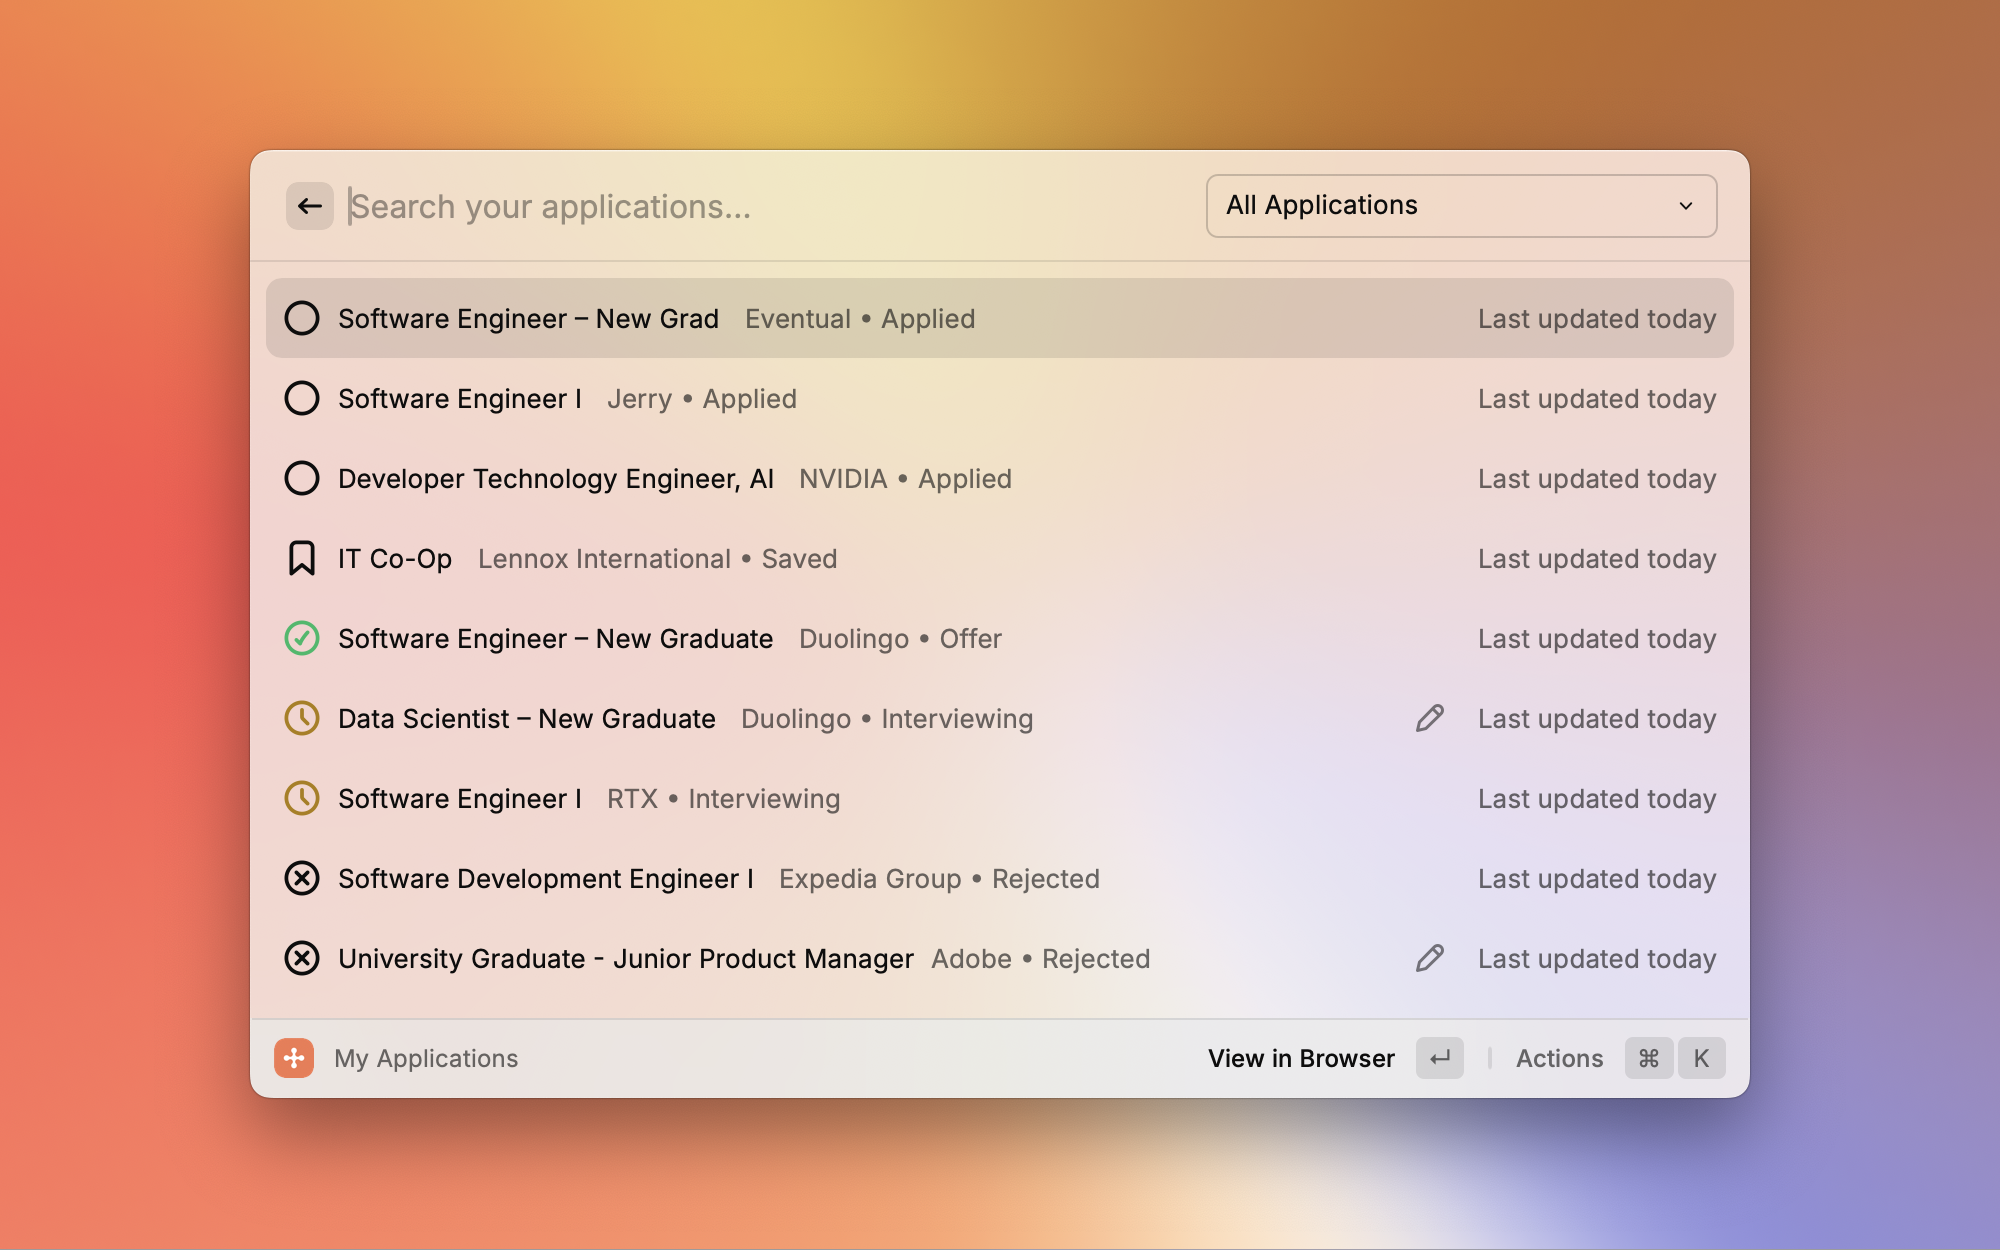 Search your applications...
All Applications
Software Engineer – New Grad Eventual • Applied Last updated today
Software Engineer I Jerry • Applied Last updated today
Developer Technology Engineer, AI NVIDIA • Applied Last updated today
IT Co-Op Lennox International • Saved Last updated today
Software Engineer – New Graduate Duolingo • Offer Last updated today
Data Scientist – New Graduate Duolingo • Interviewing Last updated today
Software Engineer I RTX • Interviewing Last updated today
Software Development Engineer I Expedia Group • Rejected Last updated today
University Graduate - Junior Product Manager Adobe • Rejected Last updated today
My Applications View in Browser ↵ Actions ⌘ K